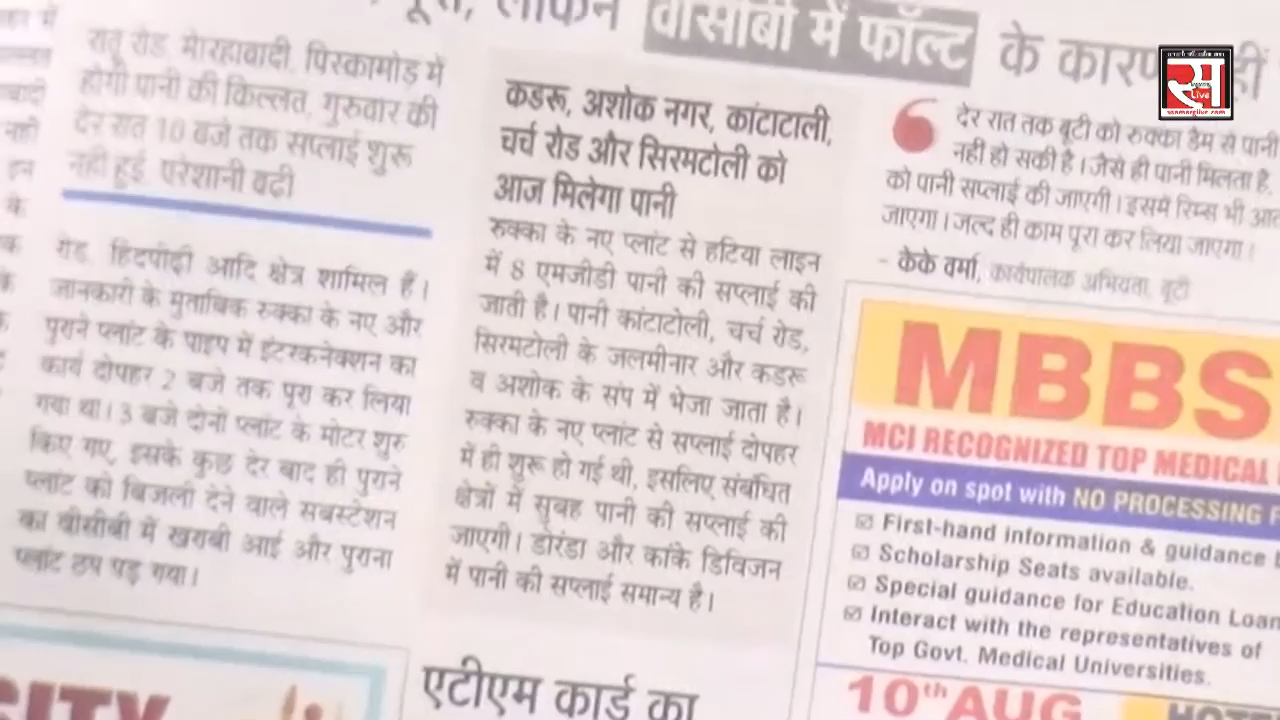 वीसीबी में फॉल्ट के कारण
रातू रोड, मोरहाबादी, पिस्कामोड़ में
होगी पानी की किल्लत, गुरुवार की
देर रात 10 बजे तक सप्लाई शुरू
नहीं हुई, परेशानी बढ़ी
रोड, हिंदपीढ़ी आदि क्षेत्र शामिल हैं।
जानकारी के मुताबिक रुक्का के नए और
पुराने प्लांट के पाइप में इंटरकनेक्शन का
कार्य दोपहर 2 बजे तक पूरा कर लिया
गया था। 3 बजे दोनों प्लांट के मोटर शुरु
किए गए, इसके कुछ देर बाद ही पुराने
प्लांट को बिजली देने वाले सबस्टेशन
का वीसीबी में खराबी आई और पुराना
प्लांट ठप पड़ गया।
कडरू, अशोक नगर, कांटाटाली,
चर्च रोड और सिरमटोली को
आज मिलेगा पानी
रुक्का के नए प्लांट से हटिया लाइन
में 8 एमजीडी पानी की सप्लाई की
जाती है। पानी कांटाटोली, चर्च रोड,
सिरमटोली के जलमीनार और कडरू
व अशोक के संप में भेजा जाता है।
रुक्का के नए प्लांट से सप्लाई दोपहर
में ही शुरू हो गई थी, इसलिए संबंधित
क्षेत्रों में सुबह पानी की सप्लाई की
जाएगी। डोरंडा और कांके डिविजन
में पानी की सप्लाई समान्य है।
एटीएम कार्ड का
देर रात तक बूटी को रुक्का डैम से पानी
नहीं हो सकी है। जैसे ही पानी मिलता है,
को पानी सप्लाई की जाएगी। इसमें रिम्स भी
जाएगा। जल्द ही काम पूरा कर लिया जाएगा।
- केके वर्मा, कार्यपालक अभियंता, बूटी
MBBS
MCI RECOGNIZED TOP MEDICAL
Apply on spot with NO PROCESSING
☑ First-hand information & guidance
☑ Scholarship Seats available.
☑ Special guidance for Education Loan
☑ Interact with the representatives of
Top Govt. Medical Universities.
10th AUG
CITY
स
Live